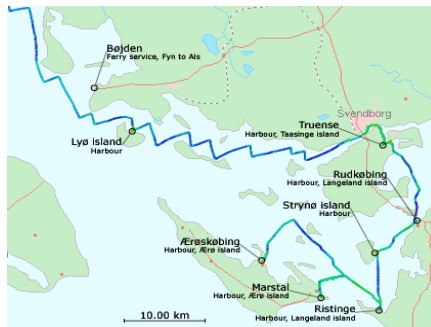 Bøjden
Ferry service, Fyn to Als
Svendborg
Truense
Harbour, Taasinge island
Lyø island
Harbour
Rudkøbing
Harbour, Langeland island
Strynø island
Harbour
Ærøskøbing
Harbour, Ærø island
Marstal
Harbour, Ærø island
Ristinge
Harbour, Langeland island
10.00 km